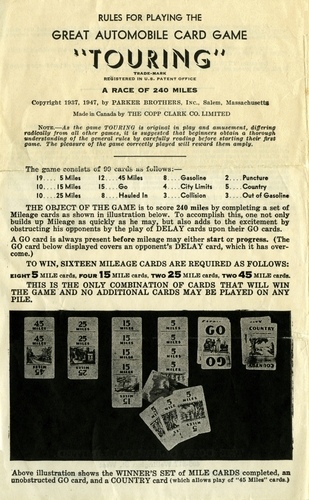 RULES FOR PLAYING THE
GREAT AUTOMOBILE CARD GAME
"TOURING"
TRADE-MARK
REGISTERED IN U.S. PATENT OFFICE
A RACE OF 240 MILES
Copyright 1937, 1947, by PARKER BROTHERS, Inc., Salem, Massachusetts
Made in Canada by THE COPP CLARK CO. LIMITED
NOTE.—As the game TOURING is original in play and amusement, differing
radically from all other games, it is suggested that beginners obtain a thorough
understanding of the general rules by carefully reading before starting their first
game. The pleasure of the game correctly played will reward them amply.
The game consists of 99 cards as follows:—
19.... 5 Miles 12.... 45 Miles 8.... Gasoline 2.... Puncture
10.... 15 Miles 15.... Go 4.... City Limits 5.... Country
10.... 25 Miles 8.... Hauled In 3.... Collision 3.... Out of Gasoline
THE OBJECT OF THE GAME is to score 240 miles by completing a set of
Mileage cards as shown in illustration below. To accomplish this, one not only
builds up Mileage as quickly as he may, but also adds to the excitement by
obstructing his opponents by the play of DELAY cards upon their GO cards.
A GO card is always present before mileage may either start or progress. (The
GO card below displayed covers an opponent's DELAY card, which it has over-
come.)
TO WIN, SIXTEEN MILEAGE CARDS ARE REQUIRED AS FOLLOWS:
EIGHT 5 MILE cards, FOUR 15 MILE cards, TWO 25 MILE cards, TWO 45 MILE cards.
THIS IS THE ONLY COMBINATION OF CARDS THAT WILL WIN
THE GAME AND NO ADDITIONAL CARDS MAY BE PLAYED ON ANY
PILE.
45 MILES
25 MILES
15 MILES
5 MILES
GO
GO
COUNTRY
COUNTRY
Above illustration shows the WINNER'S SET of MILE CARDS completed, an
unobstructed GO card, and a COUNTRY card (which allows play of "45 Miles" cards.)